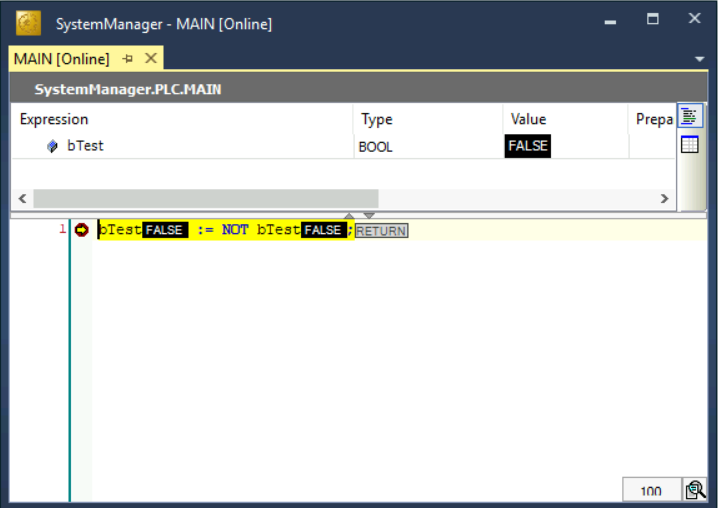 SystemManager - MAIN [Online]
MAIN [Online]
SystemManager.PLC.MAIN
Expression Type Value Prepa
bTest BOOL FALSE
1 bTest FALSE := NOT bTest FALSE ; RETURN
100